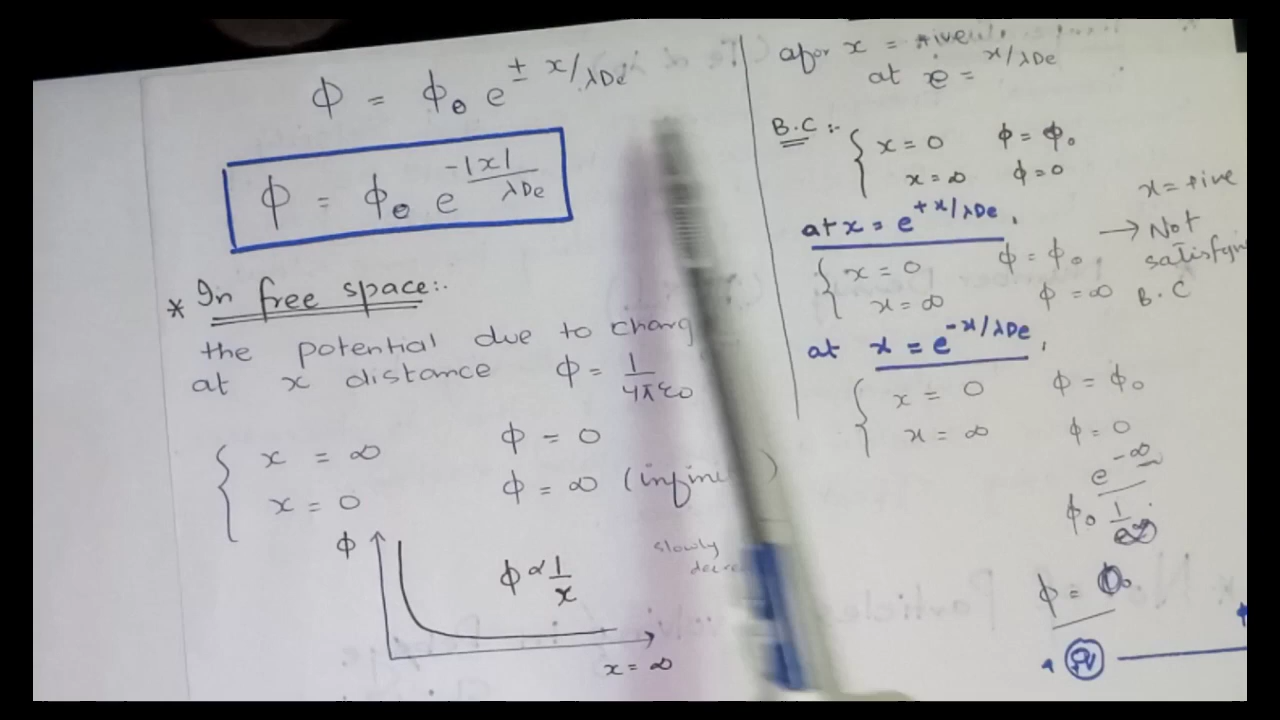 ϕ = ϕ₀ e^{± x/λDe}
ϕ = ϕ₀ e^{-|x|/λDe}
* In free space:-
the potential due to charg
at x distance ϕ = 1/4πε0
{ x = ∞ ϕ = 0
x = 0 ϕ = ∞ (infini )
ϕ
ϕ ∝ 1/x
slowly
x = ∞
x =
at e = x/λDe
B.C :- { x = 0 ϕ = ϕ₀
x = ∞ ϕ = 0
x = +ive
at x = e^{+x/λDe} .
→ Not
{ x = 0 ϕ = ϕ₀
x = ∞ ϕ = ∞ B.C
at x = e^{-x/λDe} .
{ x = 0 ϕ = ϕ₀
x = ∞ ϕ = 0
e^{-∞}
ϕ₀ 1/e^∞
ϕ = 0